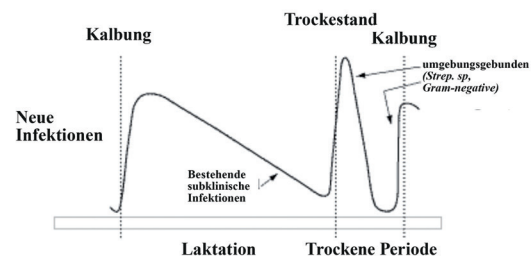 Trockestand
Kalbung
Kalbung
umgebungsgebunden
(Strep. sp,
Gram-negative)
Neue
Infektionen
Bestehende
subklinische
Infektionen
Laktation
Trockene Periode